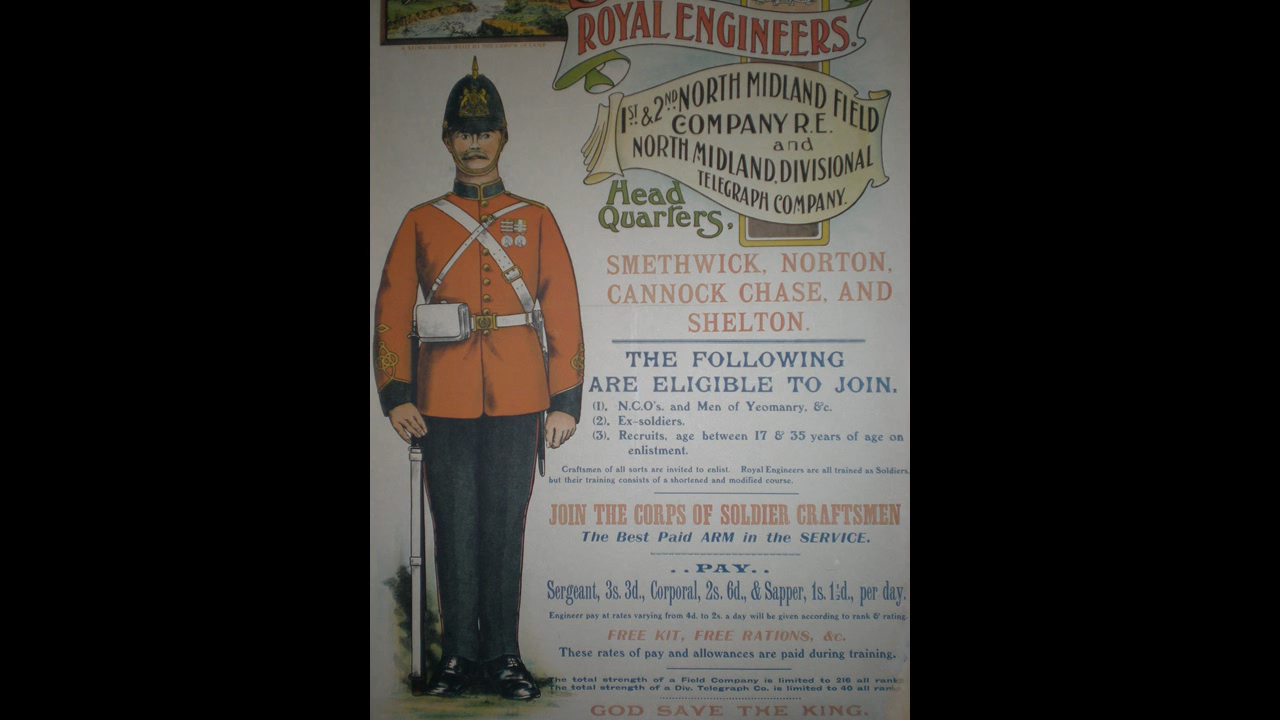 ROYAL ENGINEERS.
1ST & 2ND NORTH MIDLAND FIELD
COMPANY R.E.
and
NORTH MIDLAND, DIVISIONAL
TELEGRAPH COMPANY.
Head
Quarters,
SMETHWICK, NORTON,
CANNOCK CHASE, AND
SHELTON.
THE FOLLOWING
ARE ELIGIBLE TO JOIN.
(1). N.C.O's. and Men of Yeomanry, &c.
(2). Ex-soldiers.
(3). Recruits, age between 17 & 35 years of age on
enlistment.
Craftsmen of all sorts are invited to enlist. Royal Engineers are all trained as Soldiers,
but their training consists of a shortened and modified course.
JOIN THE CORPS OF SOLDIER CRAFTSMEN
The Best Paid ARM in the SERVICE.
..PAY..
Sergeant, 3s. 3d., Corporal, 2s. 6d., & Sapper, 1s. 1½d., per day.
Engineer pay at rates varying from 4d. to 2s. a day will be given according to rank & rating.
FREE KIT, FREE RATIONS, &c.
These rates of pay and allowances are paid during training.
The total strength of a Field Company is limited to 216 all ranks
The total strength of a Div. Telegraph Co. is limited to 40 all ran
GOD SAVE THE KING.